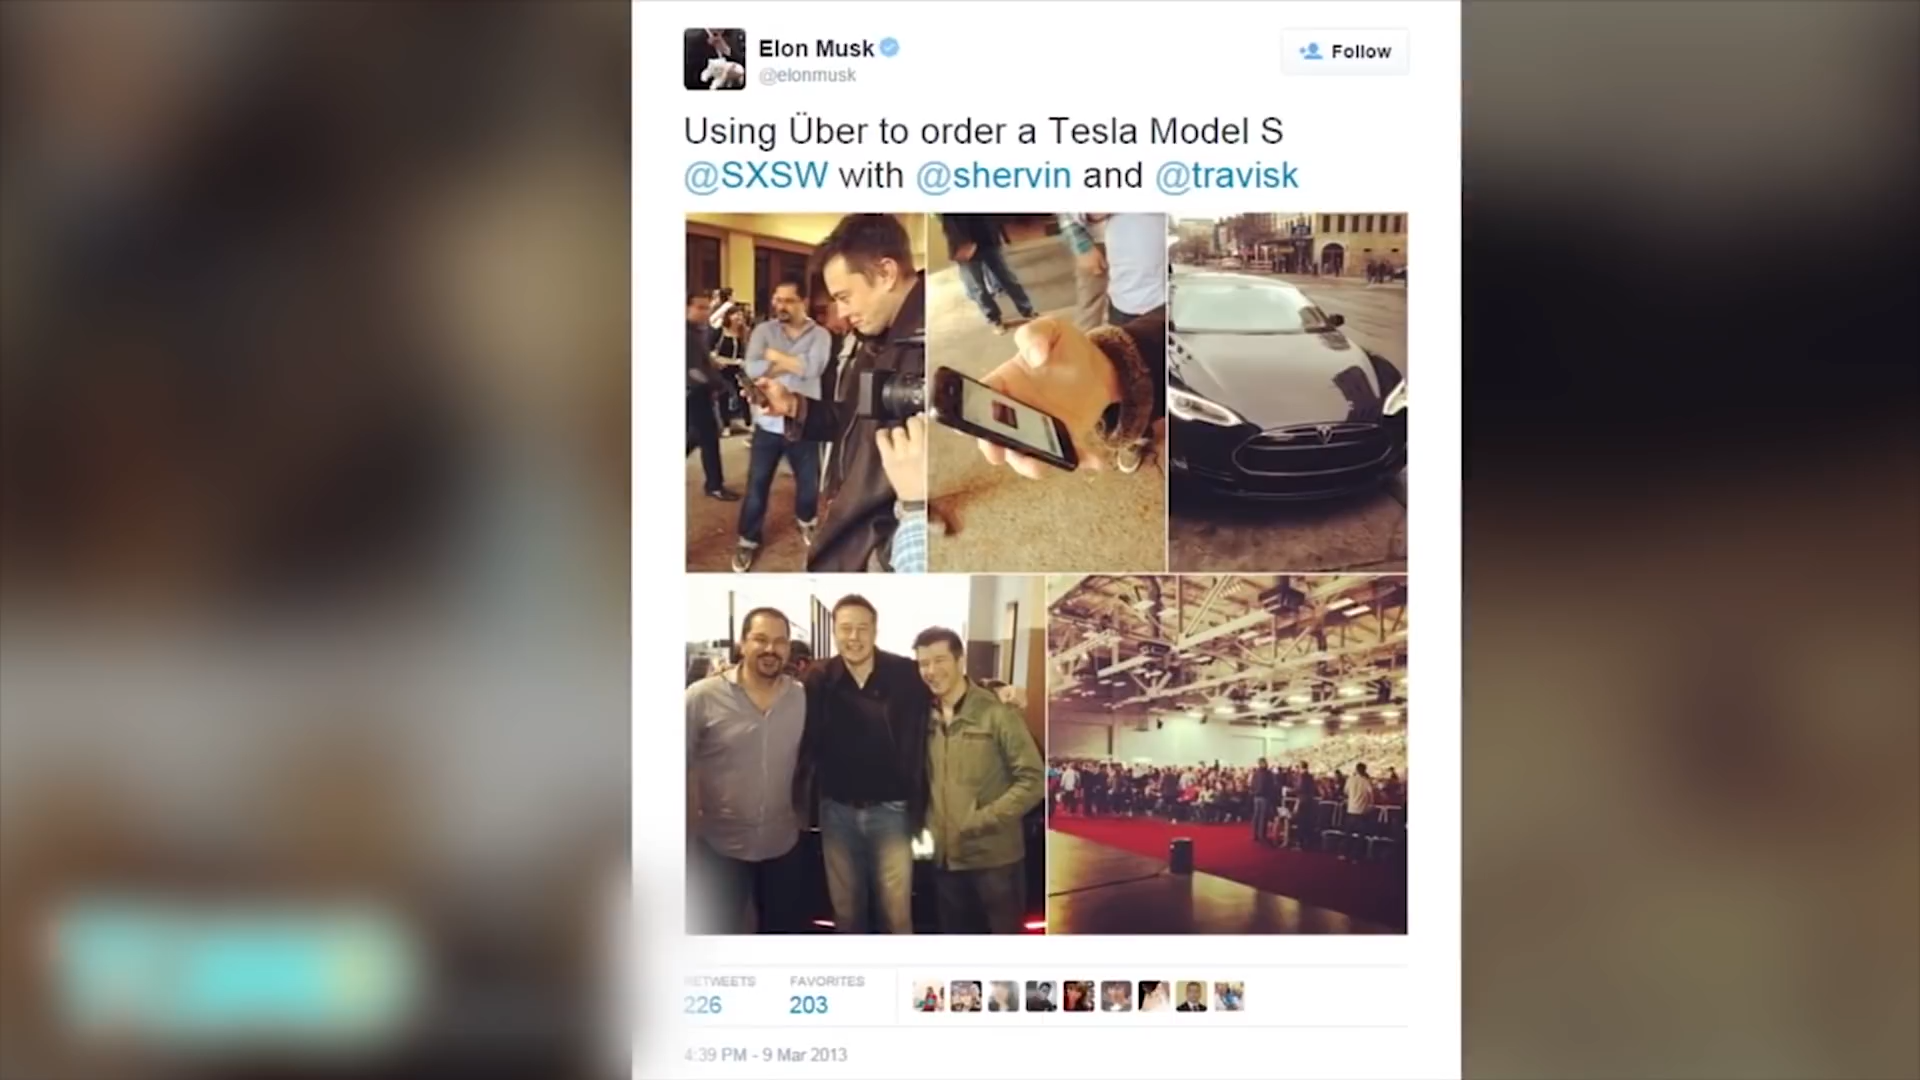 Elon Musk
@elonmusk
Follow
Using Über to order a Tesla Model S
@SXSW with @shervin and @travisk
RETWEETS FAVORITES
226 203
4:39 PM - 9 Mar 2013